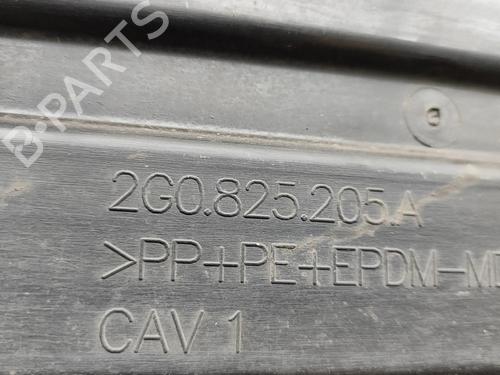 B-PARTS
2G0.825.205.A
>PP+PE+EPDM-M
CAV 1